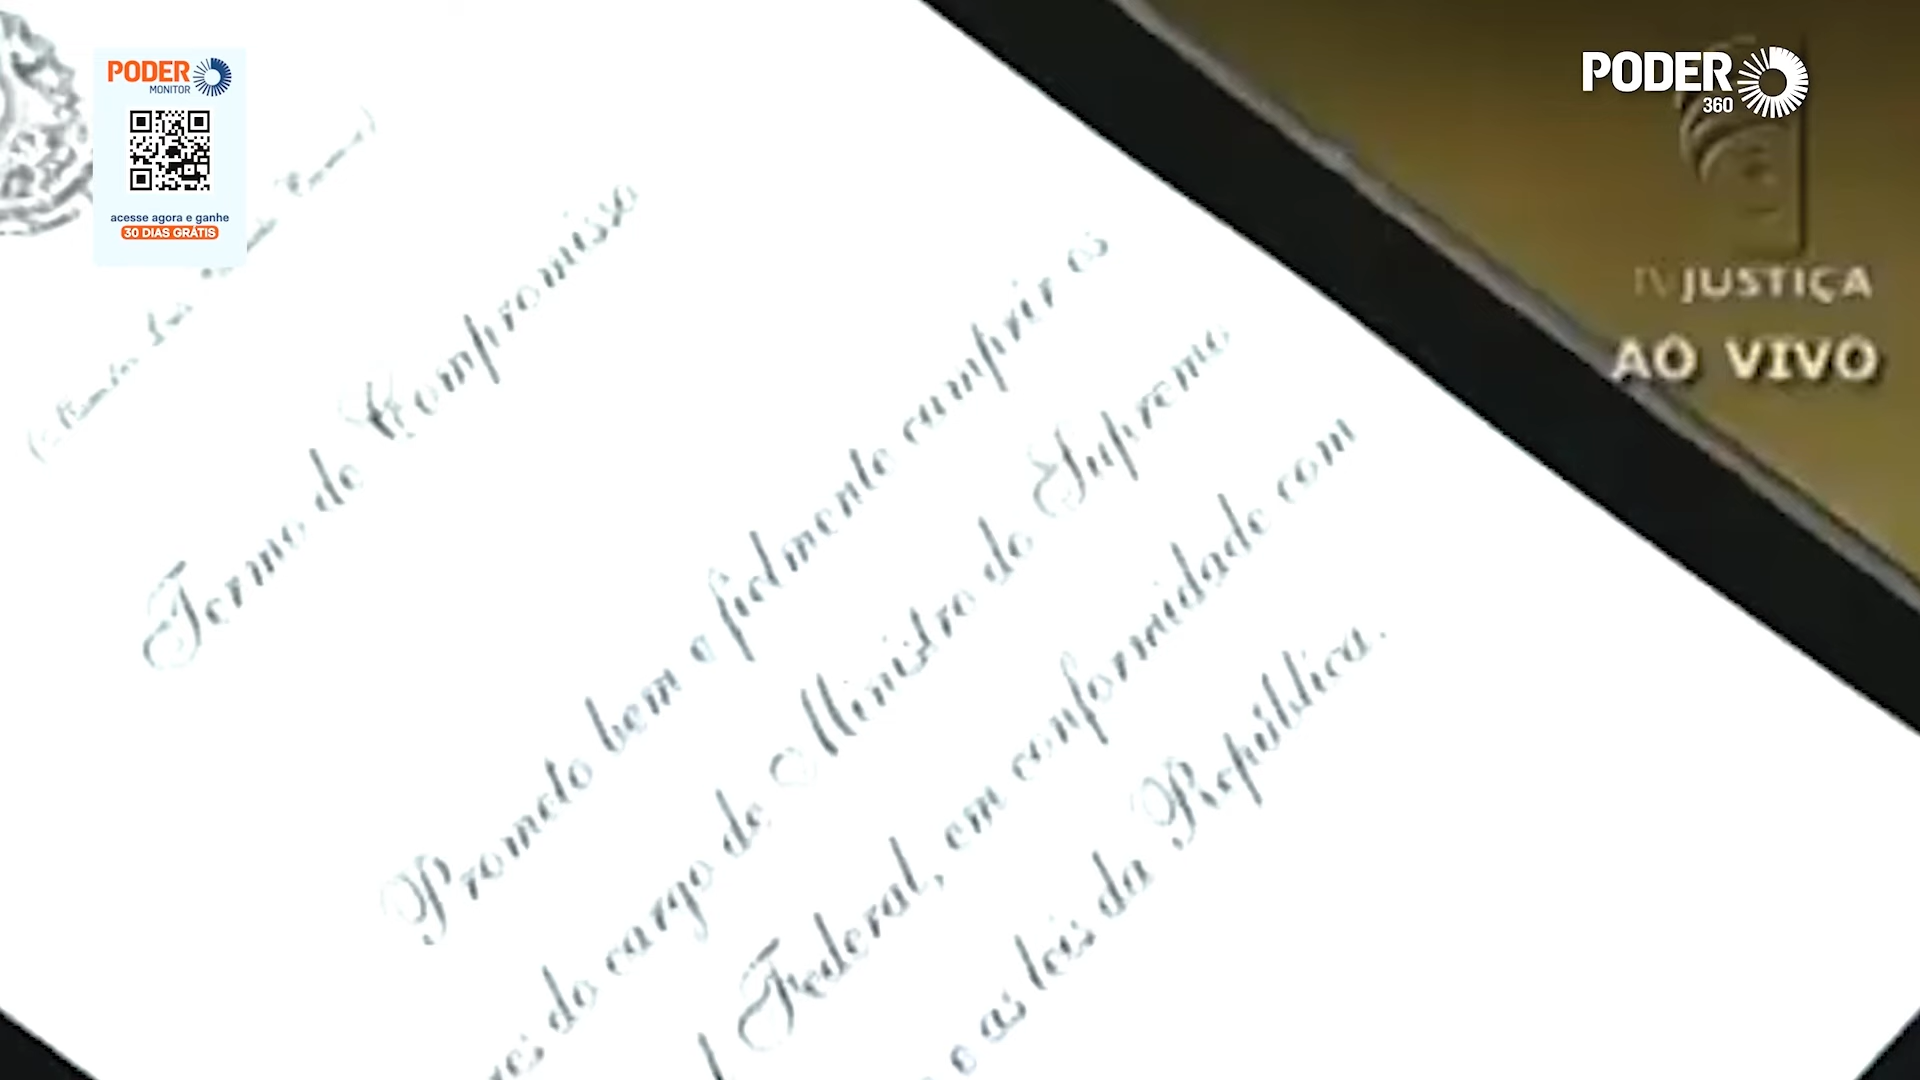 PODER
MONITOR
acesse agora e ganhe
30 DIAS GRÁTIS
PODER
360
TV JUSTIÇA
AO VIVO
Termo de Compromisso
Prometo bem e fielmente cumprir os
do cargo de Ministro do Supremo
Federal, em conformidade com
e as leis da República.